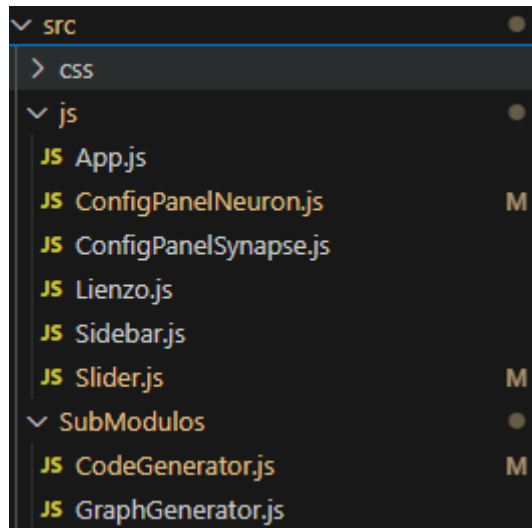 src
css
js
JS App.js
JS ConfigPanelNeuron.js M
JS ConfigPanelSynapse.js
JS Lienzo.js
JS Sidebar.js
JS Slider.js M
SubModulos
JS CodeGenerator.js M
JS GraphGenerator.js